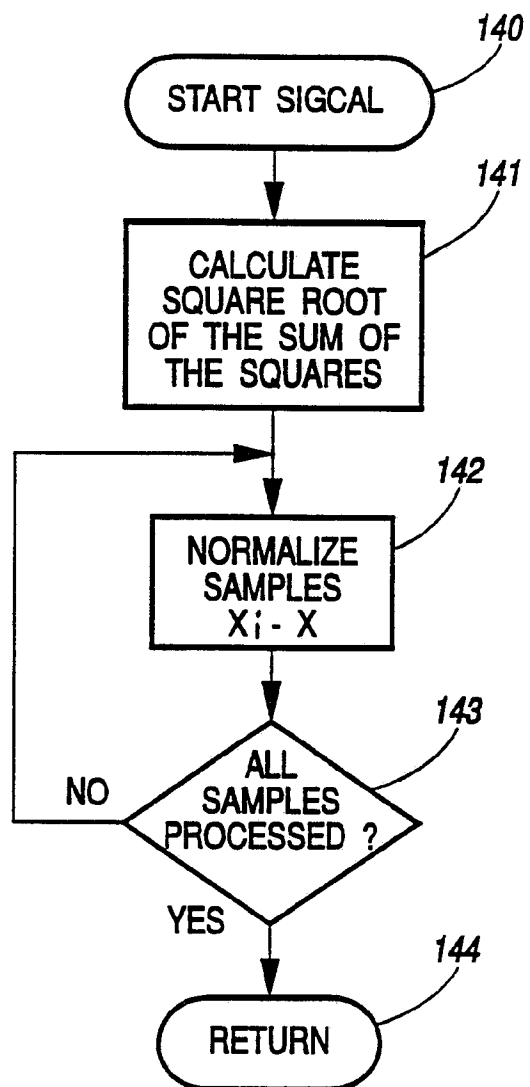 140
START SIGCAL
141
CALCULATE
SQUARE ROOT
OF THE SUM OF
THE SQUARES
142
NORMALIZE
SAMPLES
Xi - X
143
ALL
SAMPLES
PROCESSED ?
NO
YES
144
RETURN